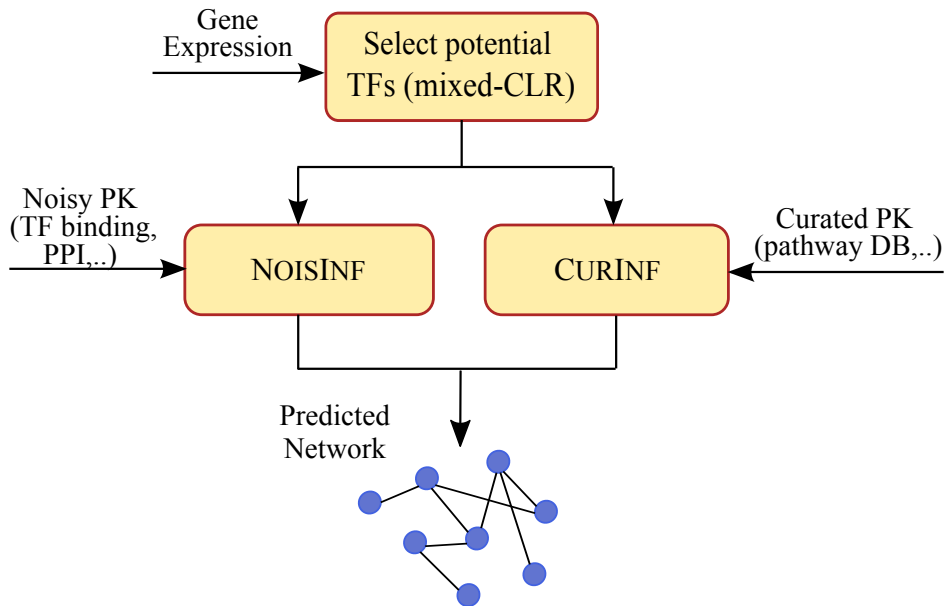 Gene
Expression
Select potential
TFs (mixed-CLR)
Noisy PK
(TF binding,
PPI,..)
NOISINF
CURINF
Curated PK
(pathway DB,..)
Predicted
Network